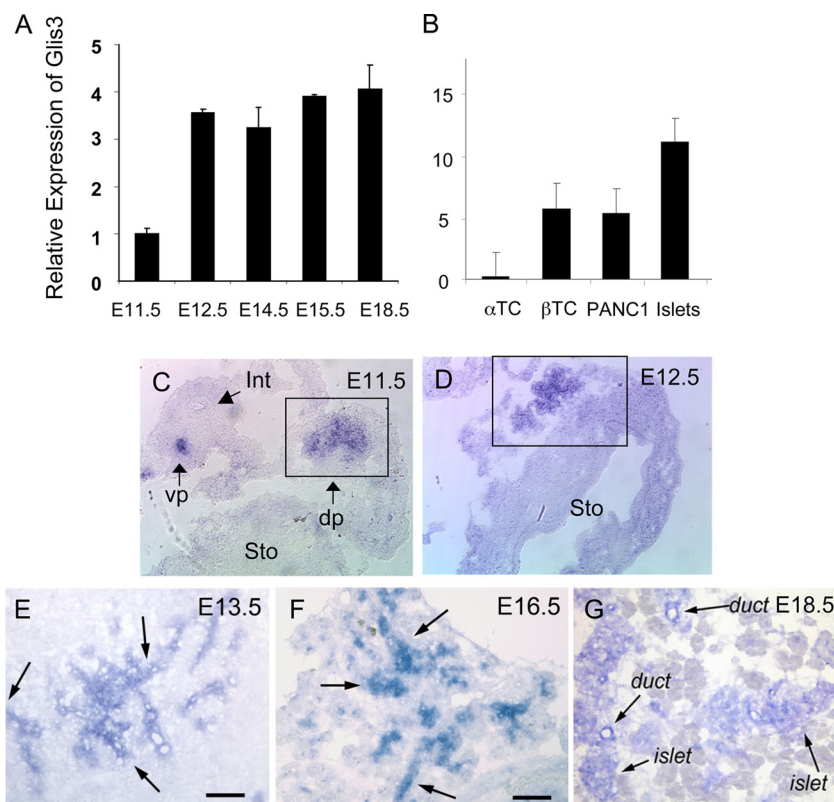 A
B
Relative Expression of Glis3
5
4
3
2
1
0
E11.5 E12.5 E14.5 E15.5 E18.5
15
10
5
0
αTC βTC PANC1 Islets
C
Int
E11.5
vp
dp
Sto
D
E12.5
Sto
E
E13.5
F
E16.5
G
duct
E18.5
duct
islet
islet